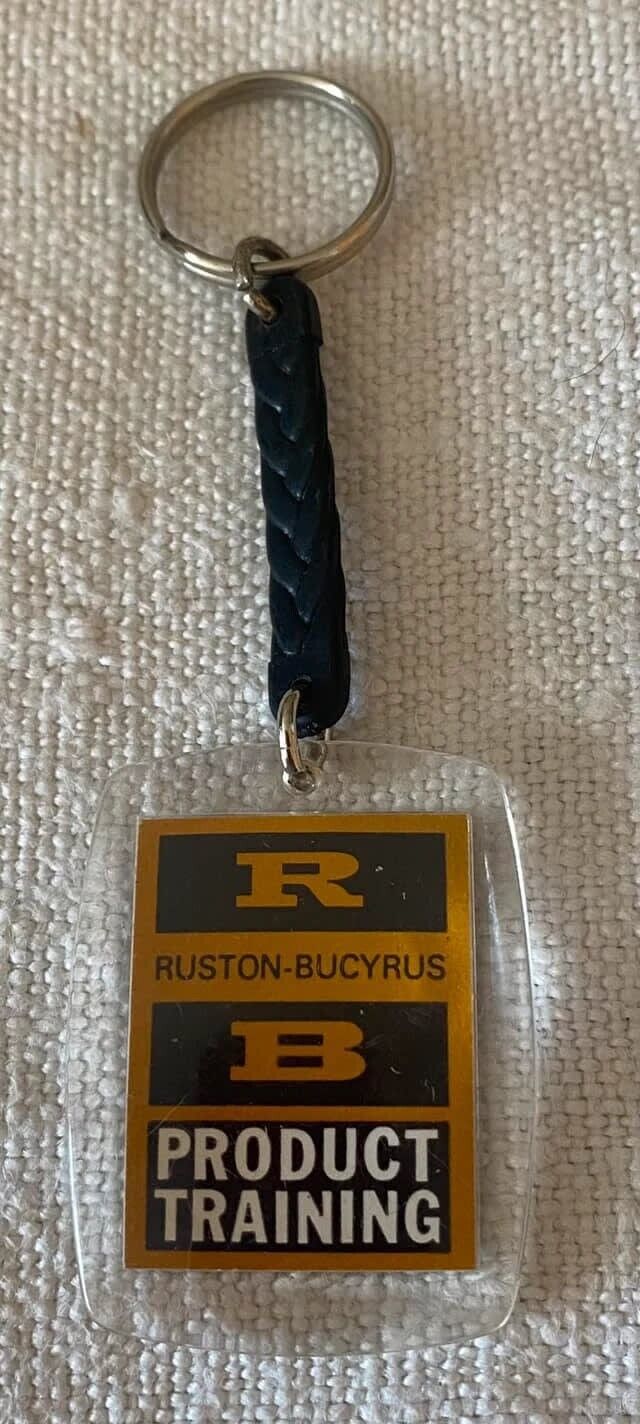 R
RUSTON-BUCYRUS
B
PRODUCT
TRAINING